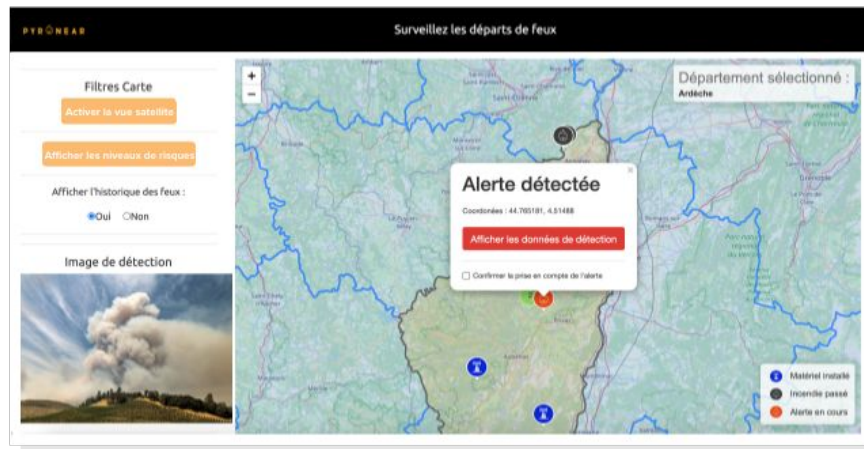 PYRONEAR
Surveillez les départs de feux
Filtres Carte
Activer la vue satellite
Afficher les niveaux de risques
Afficher l'historique des feux :
Oui Non
Image de détection
+
−
Département sélectionné :
Ardèche
×
Alerte détectée
Coordonées : 44.765181, 4.51488
Afficher les données de détection
Confirmer la prise en compte de l'alerte
Matériel installé
Incendie passé
Alerte en cours